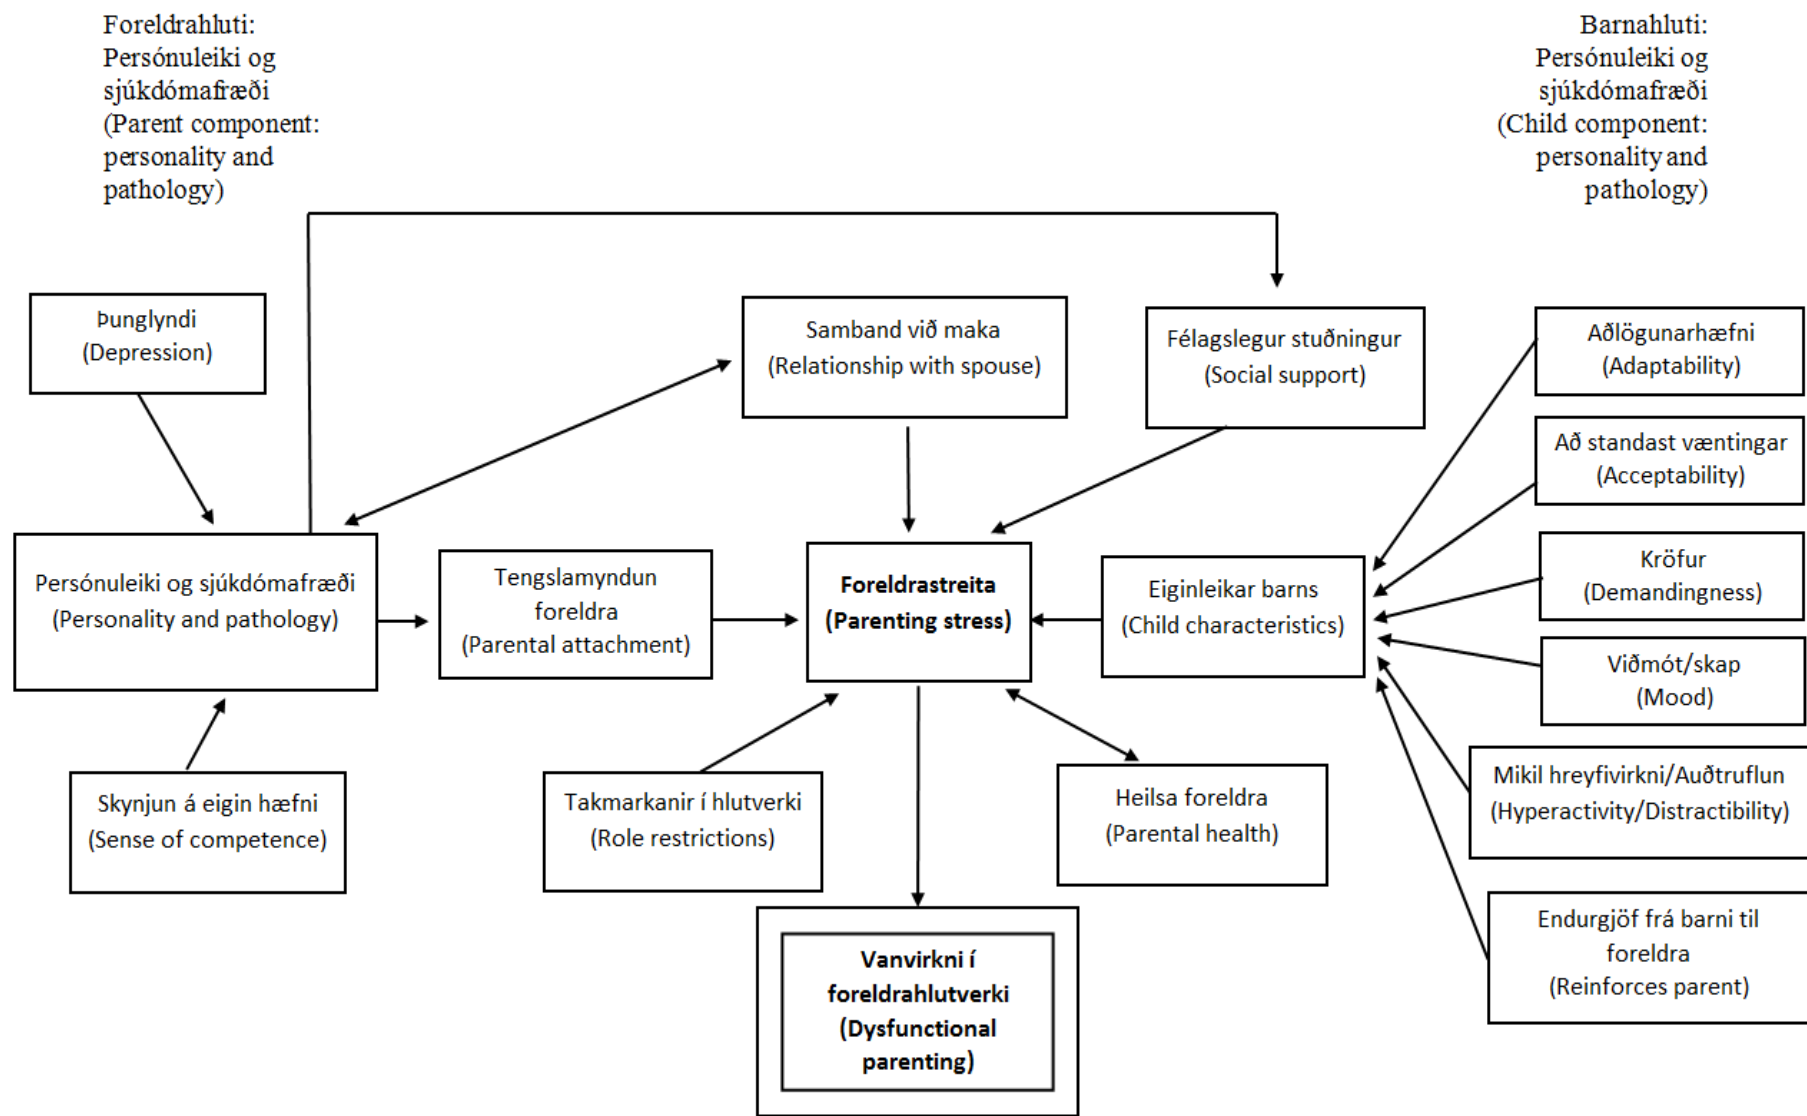 Foreldrahluti:
Persónuleiki og
sjúkdómafræði
(Parent component:
personality and
pathology)
Barnahluti:
Persónuleiki og
sjúkdómafræði
(Child component:
personality and
pathology)
Þunglyndi
(Depression)
Samband við maka
(Relationship with spouse)
Félagslegur stuðningur
(Social support)
Aðlögunarhæfni
(Adaptability)
Að standast væntingar
(Acceptability)
Persónuleiki og sjúkdómafræði
(Personality and pathology)
Tengslamyndun
foreldra
(Parental attachment)
Foreldrastreita
(Parenting stress)
Eiginleikar barns
(Child characteristics)
Kröfur
(Demandingness)
Viðmót/skap
(Mood)
Skynjun á eigin hæfni
(Sense of competence)
Takmarkanir í hlutverki
(Role restrictions)
Heilsa foreldra
(Parental health)
Mikil hreyfivirkni/Auðtruflun
(Hyperactivity/Distractibility)
Vanvirkni í
foreldrahlutverki
(Dysfunctional
parenting)
Endurgjöf frá barni til
foreldra
(Reinforces parent)